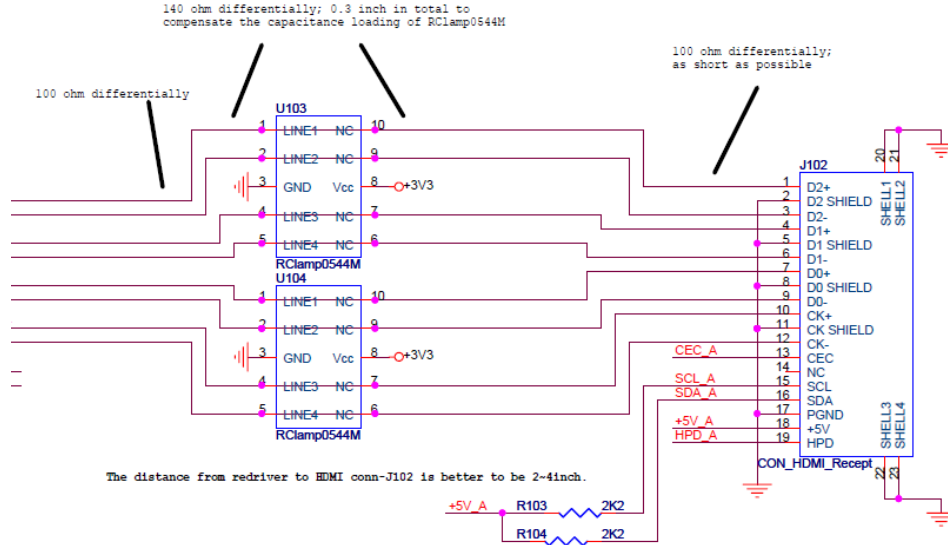 140 ohm differentially; 0.3 inch in total to
compensate the capacitance loading of RClamp0544M
100 ohm differentially;
as short as possible
100 ohm differentially
U103
1 LINE1 NC 10
2 LINE2 NC 9
3 GND Vcc 8 +3V3
4 LINE3 NC 7
5 LINE4 NC 6
RClamp0544M
U104
1 LINE1 NC 10
2 LINE2 NC 9
3 GND Vcc 8 +3V3
4 LINE3 NC 7
5 LINE4 NC 6
RClamp0544M
20 21
J102
SHELL1 SHELL2
1 D2+
2 D2 SHIELD
3 D2-
4 D1+
5 D1 SHIELD
6 D1-
7 D0+
8 D0 SHIELD
9 D0-
10 CK+
11 CK SHIELD
12 CK-
CEC_A 13 CEC
14 NC
SCL_A 15 SCL
SDA_A 16 SDA
17 PGND
+5V_A 18 +5V
HPD_A 19 HPD
SHELL3 SHELL4
CON_HDMI_Recept
22 23
The distance from redriver to HDMI conn-J102 is better to be 2~4inch.
+5V_A R103 2K2
R104 2K2